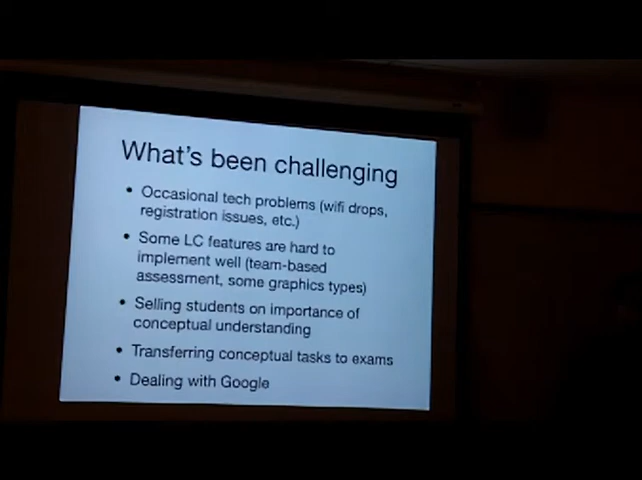 What's been challenging
• Occasional tech problems (wifi drops,
registration issues, etc.)
• Some LC features are hard to
implement well (team-based
assessment, some graphics types)
• Selling students on importance of
conceptual understanding
• Transferring conceptual tasks to exams
• Dealing with Google